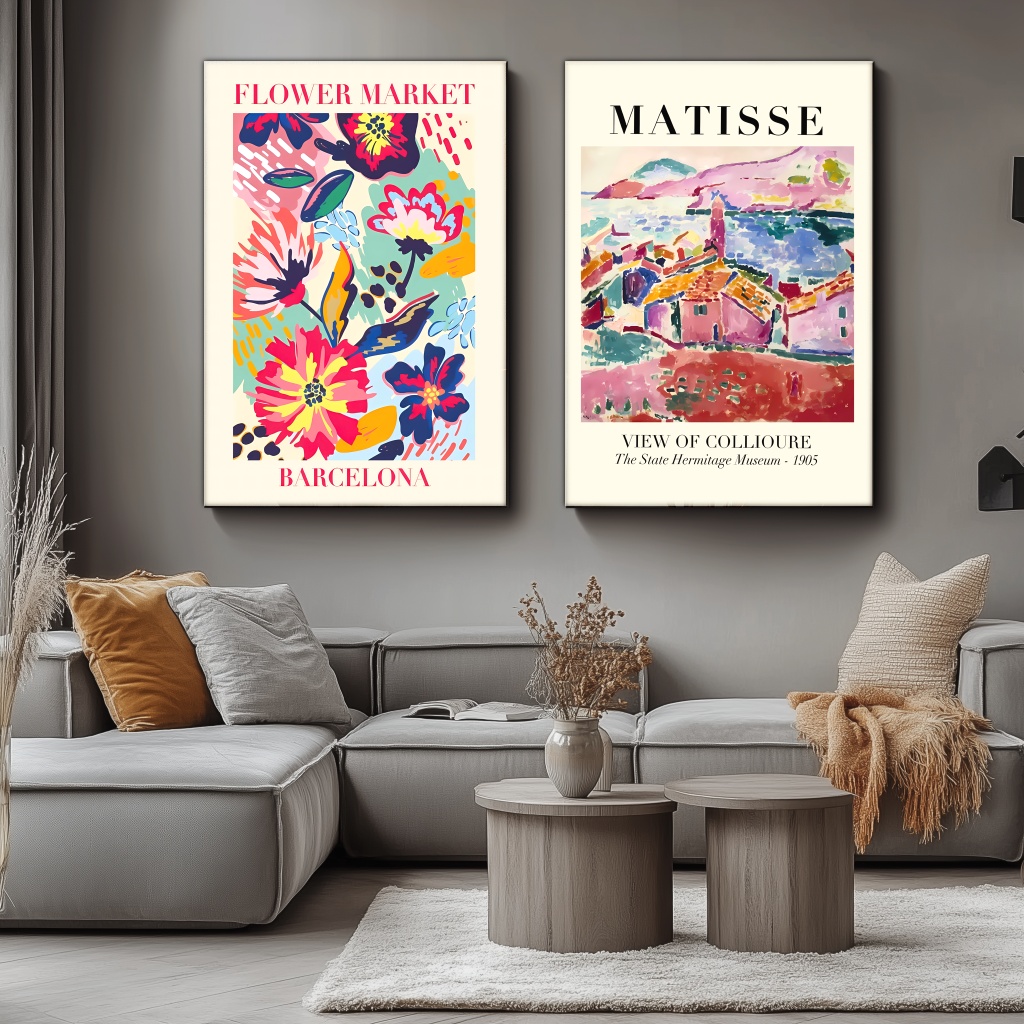 FLOWER MARKET
BARCELONA
MATISSE
VIEW OF COLLIOURE
The State Hermitage Museum - 1905